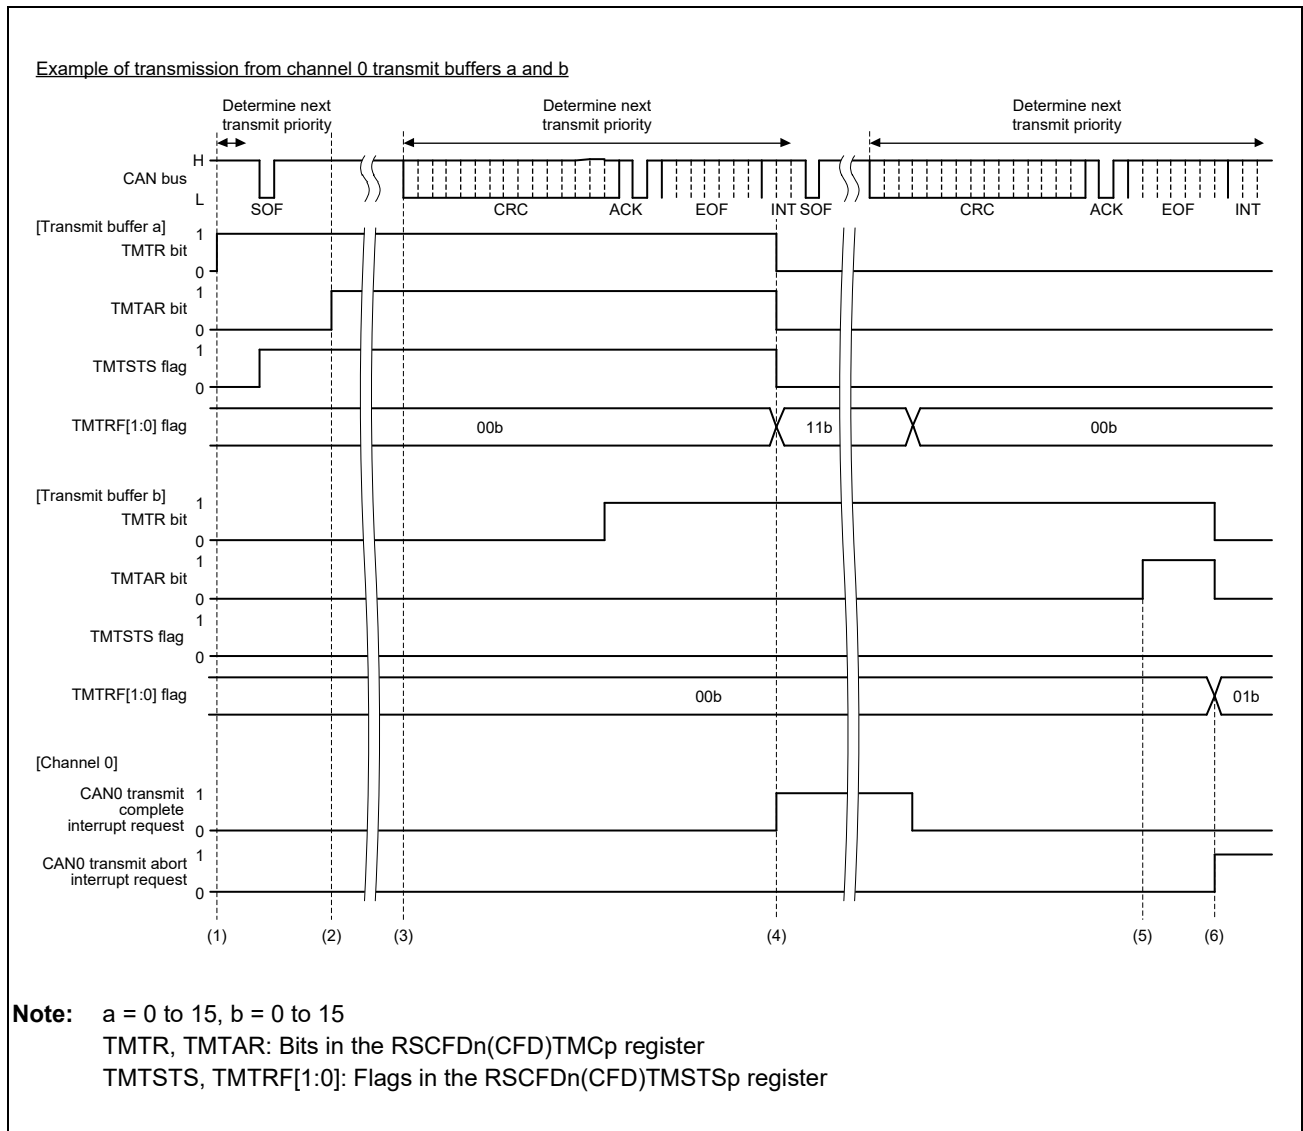 Example of transmission from channel 0 transmit buffers a and b
Determine next
transmit priority
Determine next
transmit priority
Determine next
transmit priority
H
CAN bus
L
SOF
CRC
ACK
EOF
INT
SOF
CRC
ACK
EOF
INT
[Transmit buffer a]
1
TMTR bit
0
1
TMTAR bit
0
1
TMTSTS flag
0
TMTRF[1:0] flag
00b
11b
00b
[Transmit buffer b]
1
TMTR bit
0
1
TMTAR bit
0
1
TMTSTS flag
0
TMTRF[1:0] flag
00b
01b
[Channel 0]
CAN0 transmit
complete
interrupt request
1
0
CAN0 transmit abort
interrupt request
1
0
(1)
(2)
(3)
(4)
(5)
(6)
Note: a = 0 to 15, b = 0 to 15
TMTR, TMTAR: Bits in the RSCFDn(CFD)TMCp register
TMTSTS, TMTRF[1:0]: Flags in the RSCFDn(CFD)TMSTSp register